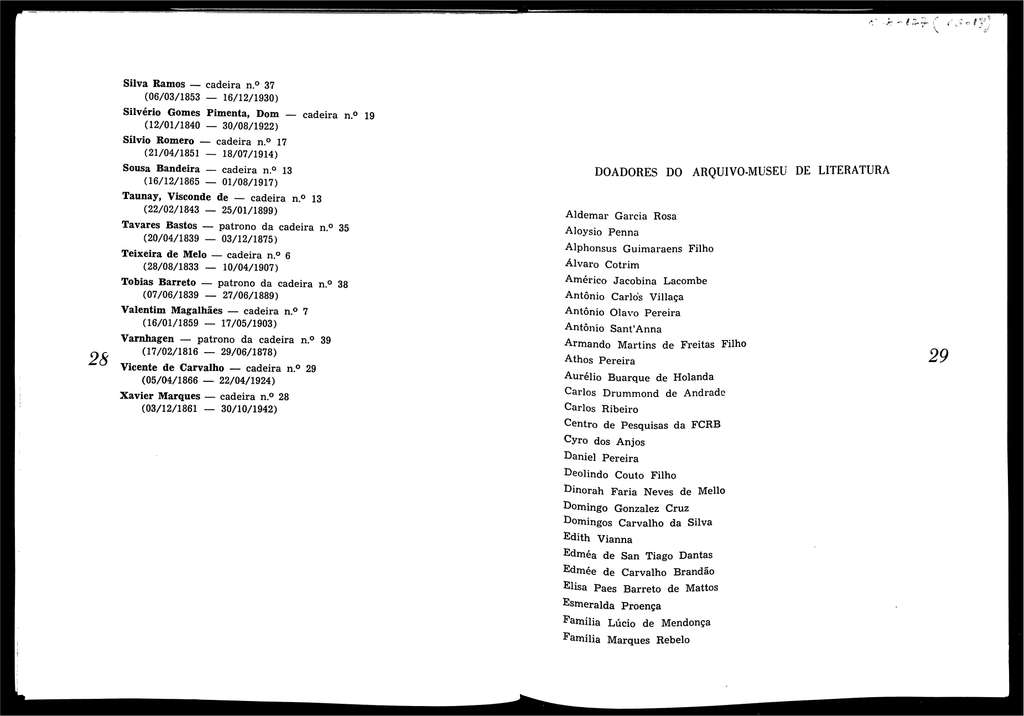 Silva Ramos — cadeira n.º 37
(06/03/1853 — 16/12/1930)
Silvério Gomes Pimenta, Dom — cadeira n.º 19
(12/01/1840 — 30/08/1922)
Sílvio Romero — cadeira n.º 17
(21/04/1851 — 18/07/1914)
Sousa Bandeira — cadeira n.º 13
(16/12/1865 — 01/08/1917)
Taunay, Visconde de — cadeira n.º 13
(22/02/1843 — 25/01/1899)
Tavares Bastos — patrono da cadeira n.º 35
(20/04/1839 — 03/12/1875)
Teixeira de Melo — cadeira n.º 6
(28/08/1833 — 10/04/1907)
Tobias Barreto — patrono da cadeira n.º 38
(07/06/1839 — 27/06/1889)
Valentim Magalhães — cadeira n.º 7
(16/01/1859 — 17/05/1903)
Varnhagen — patrono da cadeira n.º 39
(17/02/1816 — 29/06/1878)
Vicente de Carvalho — cadeira n.º 29
(05/04/1866 — 22/04/1924)
Xavier Marques — cadeira n.º 28
(03/12/1861 — 30/10/1942)
28
DOADORES DO ARQUIVO-MUSEU DE LITERATURA
Aldemar Garcia Rosa
Aloysio Penna
Alphonsus Guimaraens Filho
Álvaro Cotrim
Américo Jacobina Lacombe
Antônio Carlos Villaça
Antônio Olavo Pereira
Antônio Sant'Anna
Armando Martins de Freitas Filho
Athos Pereira
Aurélio Buarque de Holanda
Carlos Drummond de Andrade
Carlos Ribeiro
Centro de Pesquisas da FCRB
Cyro dos Anjos
Daniel Pereira
Deolindo Couto Filho
Dinorah Faria Neves de Mello
Domingo Gonzalez Cruz
Domingos Carvalho da Silva
Edith Vianna
Edméa de San Tiago Dantas
Edmée de Carvalho Brandão
Elisa Paes Barreto de Mattos
Esmeralda Proença
Família Lúcio de Mendonça
Família Marques Rebelo
29